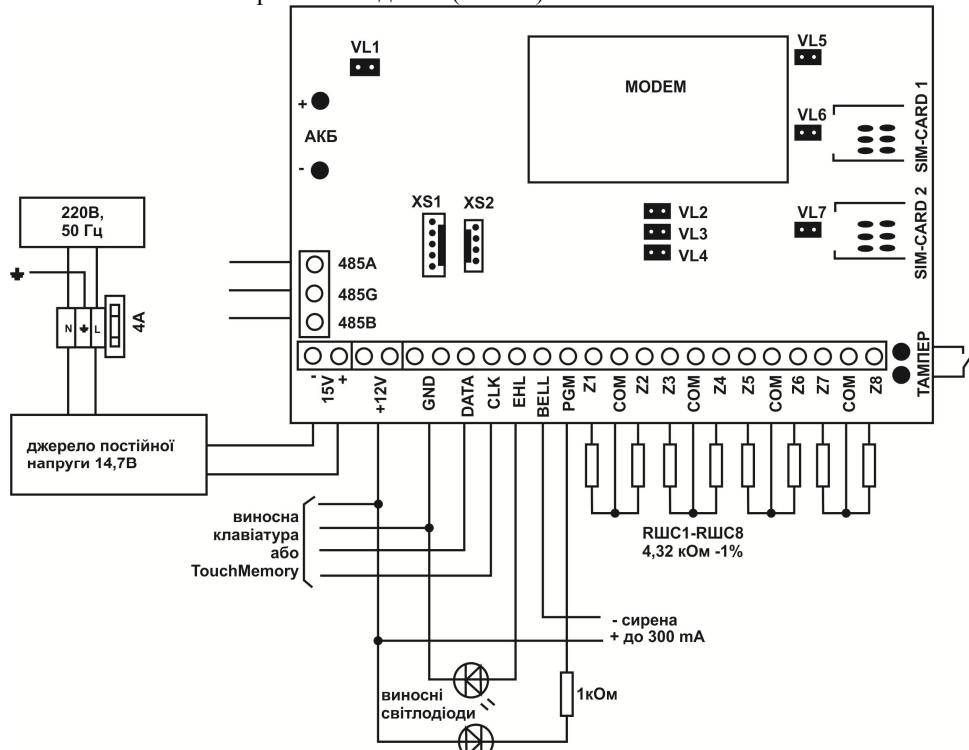 VL1
VL5
MODEM
+
АКБ
-
VL6
SIM-CARD 1
220В,
50 Гц
XS1
XS2
VL2
VL3
VL4
VL7
SIM-CARD 2
485A
485G
485B
N
L
4A
ТАМПЕР
- 15V +
+12V
GND
DATA
CLK
EHL
BELL
PGM
Z1
COM
Z2
Z3
COM
Z4
Z5
COM
Z6
Z7
COM
Z8
джерело постійної
напруги 14,7В
виносна
клавіатура
або
TouchMemory
RШС1-RШС8
4,32 кОм -1%
- сирена
+ до 300 mA
виносні
світлодіоди
1кОм